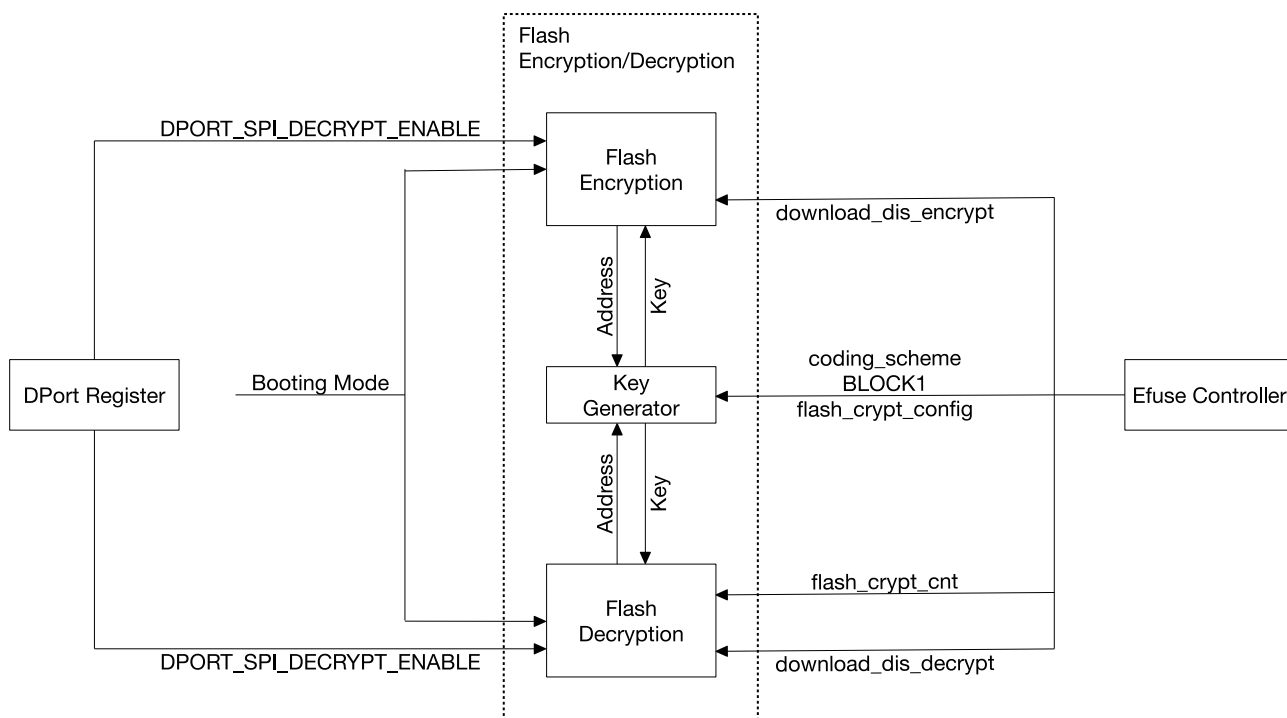 Flash
Encryption/Decryption
DPORT_SPI_DECRYPT_ENABLE
Flash
Encryption
download_dis_encrypt
Address
Key
DPort Register
Booting Mode
Key
Generator
coding_scheme
BLOCK1
flash_crypt_config
Efuse Controller
Address
Key
Flash
Decryption
flash_crypt_cnt
DPORT_SPI_DECRYPT_ENABLE
download_dis_decrypt